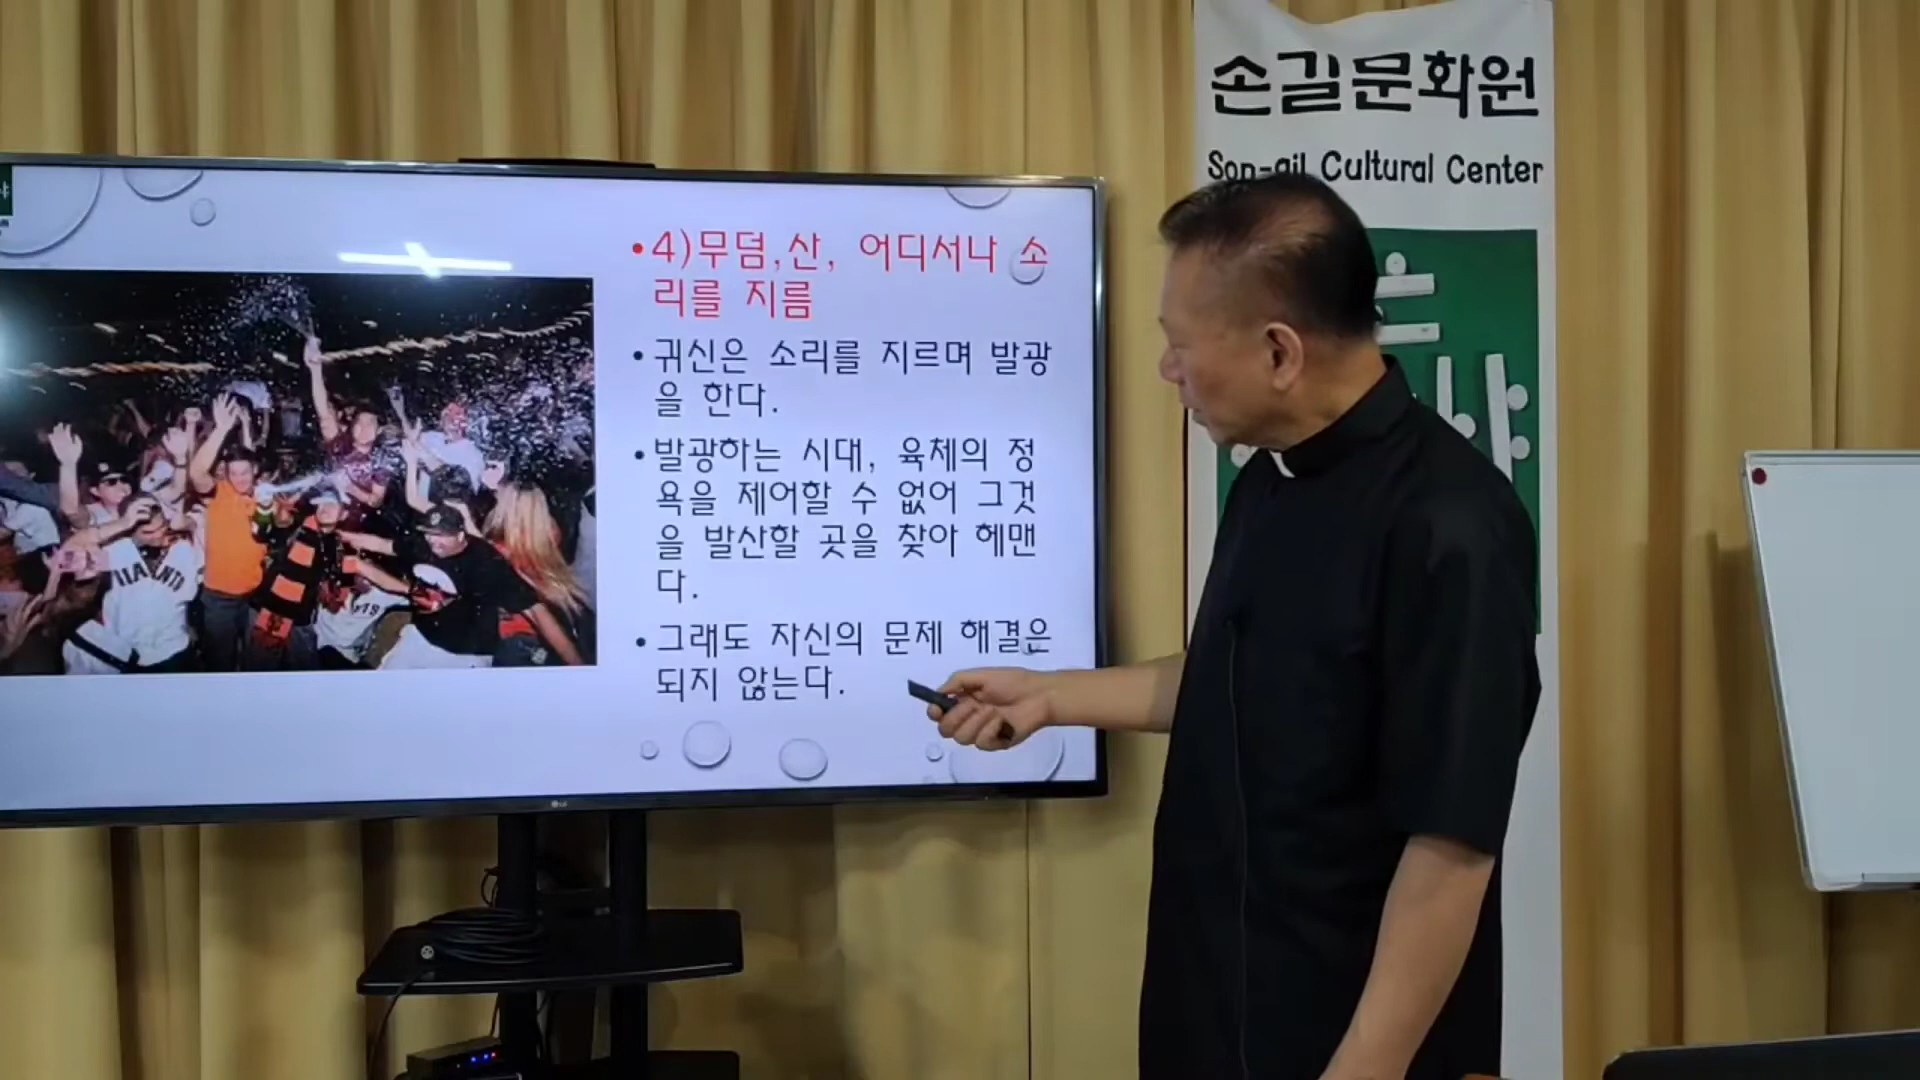 손길문화원
Son-gil Cultural Center
•4)무덤,산, 어디서나 소
리를 지름
•귀신은 소리를 지르며 발광
을 한다.
•발광하는 시대, 육체의 정
욕을 제어할 수 없어 그것
을 발산할 곳을 찾아 헤맨
다.
•그래도 자신의 문제 해결은
되지 않는다.
LG